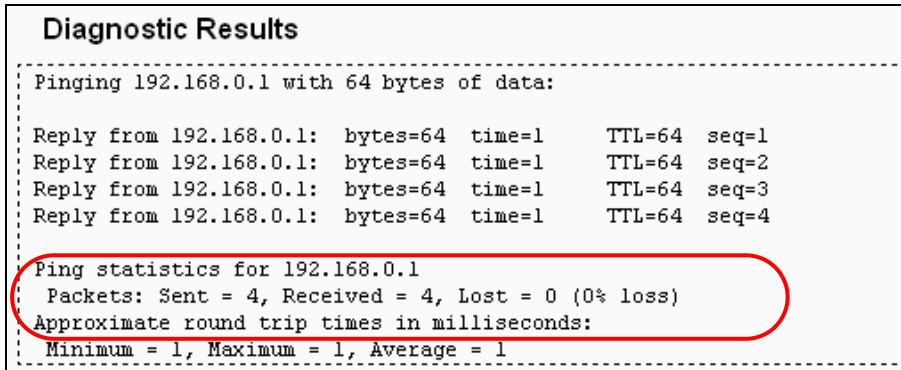 Diagnostic Results
Pinging 192.168.0.1 with 64 bytes of data:
Reply from 192.168.0.1: bytes=64 time=1 TTL=64 seq=1
Reply from 192.168.0.1: bytes=64 time=1 TTL=64 seq=2
Reply from 192.168.0.1: bytes=64 time=1 TTL=64 seq=3
Reply from 192.168.0.1: bytes=64 time=1 TTL=64 seq=4
Ping statistics for 192.168.0.1
Packets: Sent = 4, Received = 4, Lost = 0 (0% loss)
Approximate round trip times in milliseconds:
Minimum = 1, Maximum = 1, Average = 1